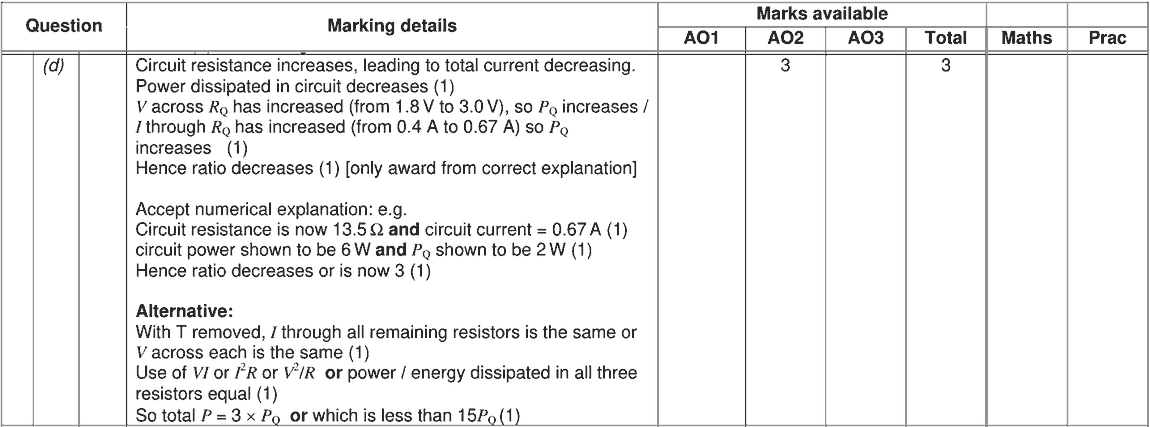 Question Marking details Marks available
AO1 AO2 AO3 Total Maths Prac
(d) Circuit resistance increases, leading to total current decreasing. 3 3
Power dissipated in circuit decreases (1)
V across R_Q has increased (from 1.8 V to 3.0 V), so P_Q increases /
I through R_Q has increased (from 0.4 A to 0.67 A) so P_Q
increases (1)
Hence ratio decreases (1) [only award from correct explanation]
Accept numerical explanation: e.g.
Circuit resistance is now 13.5 Ω and circuit current = 0.67 A (1)
circuit power shown to be 6 W and P_Q shown to be 2 W (1)
Hence ratio decreases or is now 3 (1)
Alternative:
With T removed, I through all remaining resistors is the same or
V across each is the same (1)
Use of VI or I²R or V²/R or power / energy dissipated in all three
resistors equal (1)
So total P = 3 × P_Q or which is less than 15P_Q (1)